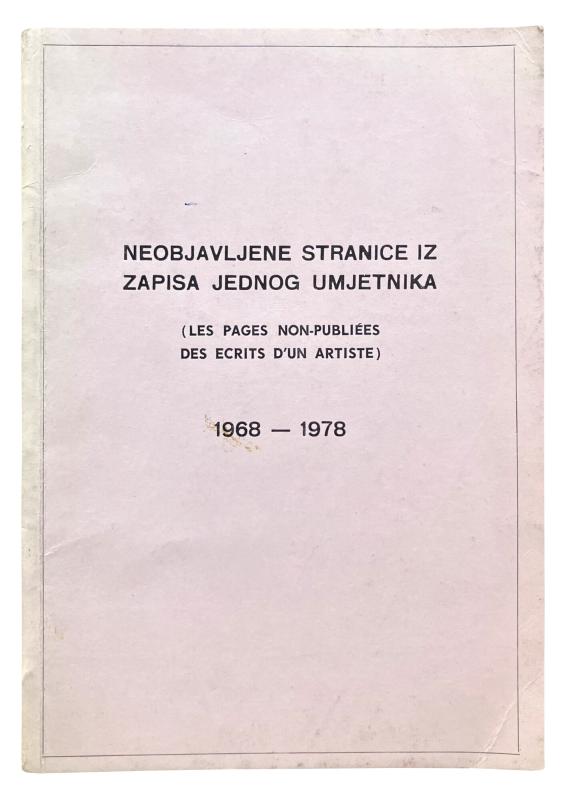 NEOBJAVLJENE STRANICE IZ
ZAPISA JEDNOG UMJETNIKA
(LES PAGES NON-PUBLIÉES
DES ECRITS D'UN ARTISTE)
1968 — 1978